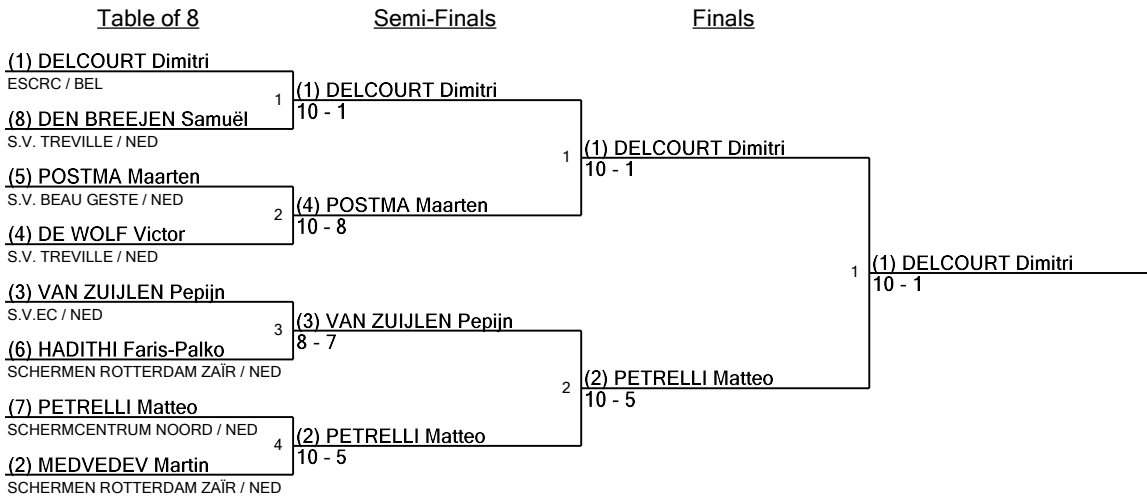 Table of 8 Semi-Finals Finals
(1) DELCOURT Dimitri
ESCRC / BEL
1 (1) DELCOURT Dimitri
10 - 1
(8) DEN BREEJEN Samuël
S.V. TREVILLE / NED
1 (1) DELCOURT Dimitri
10 - 1
(5) POSTMA Maarten
S.V. BEAU GESTE / NED
2 (4) POSTMA Maarten
10 - 8
(4) DE WOLF Victor
S.V. TREVILLE / NED
1 (1) DELCOURT Dimitri
10 - 1
(3) VAN ZUIJLEN Pepijn
S.V.EC / NED
3 (3) VAN ZUIJLEN Pepijn
8 - 7
(6) HADITHI Faris-Palko
SCHERMEN ROTTERDAM ZAÏR / NED
2 (2) PETRELLI Matteo
10 - 5
(7) PETRELLI Matteo
SCHERMCENTRUM NOORD / NED
4 (2) PETRELLI Matteo
10 - 5
(2) MEDVEDEV Martin
SCHERMEN ROTTERDAM ZAÏR / NED